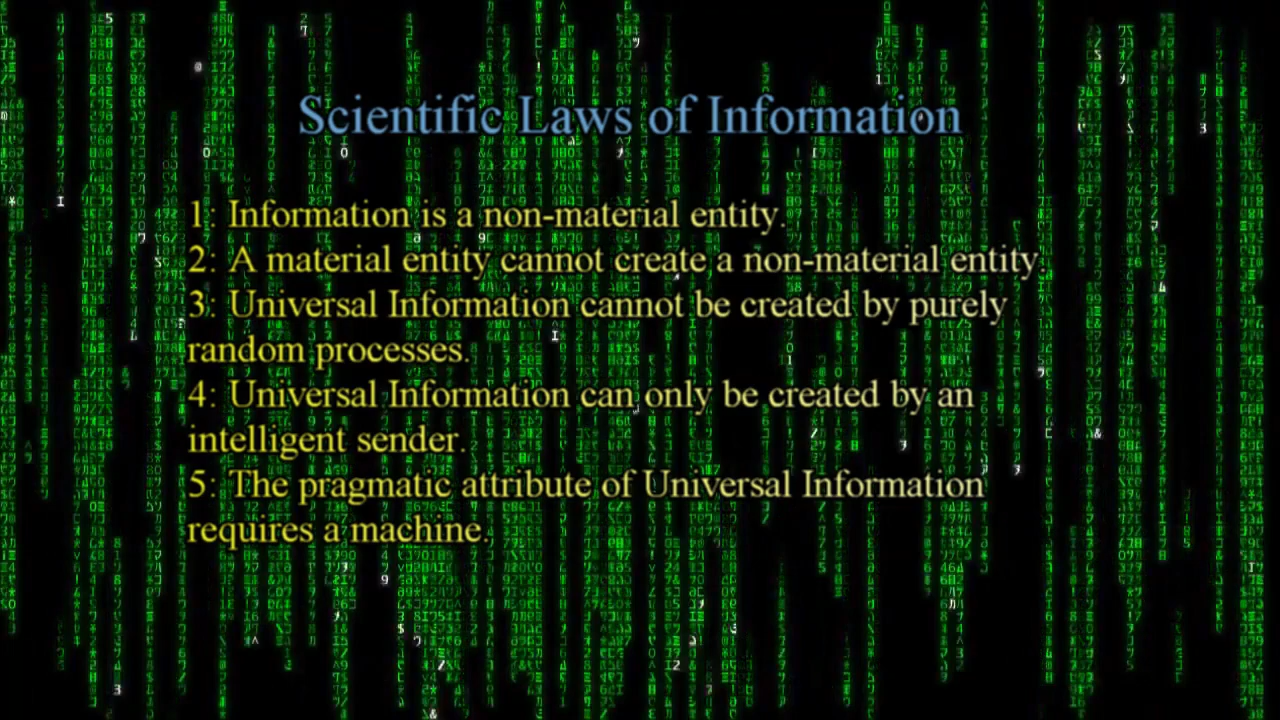 Scientific Laws of Information
1: Information is a non-material entity.
2: A material entity cannot create a non-material entity.
3: Universal Information cannot be created by purely
random processes.
4: Universal Information can only be created by an
intelligent sender.
5: The pragmatic attribute of Universal Information
requires a machine.